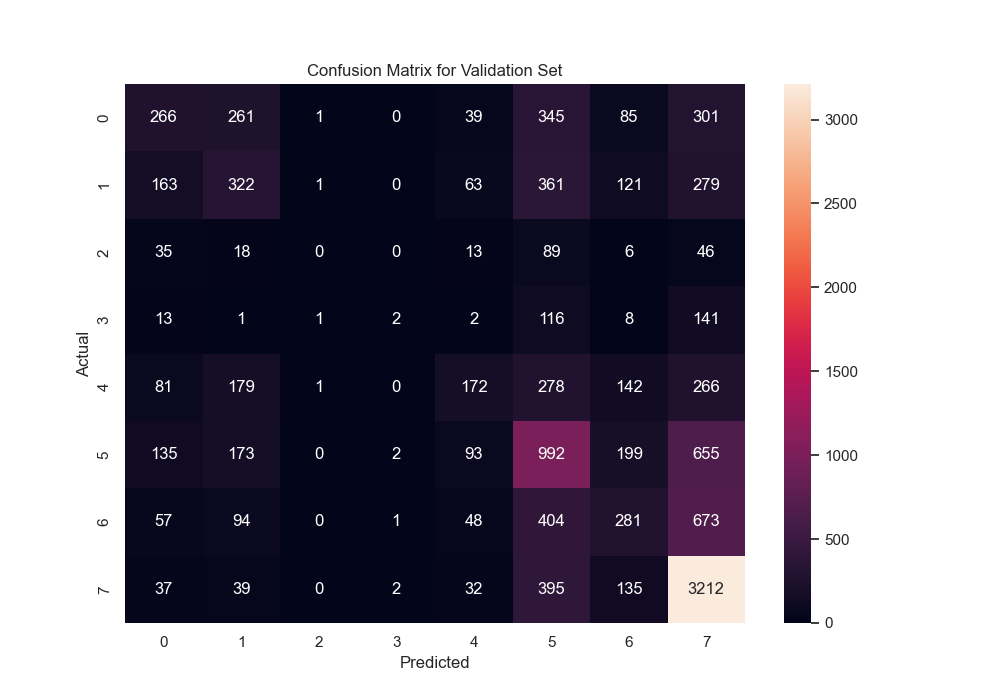 Confusion Matrix for Validation Set
0 266 261 1 0 39 345 85 301
1 163 322 1 0 63 361 121 279
2 35 18 0 0 13 89 6 46
3 13 1 1 2 2 116 8 141
4 81 179 1 0 172 278 142 266
5 135 173 0 2 93 992 199 655
6 57 94 0 1 48 404 281 673
7 37 39 0 2 32 395 135 3212
0 1 2 3 4 5 6 7
Predicted
Actual
3000
2500
2000
1500
1000
500
0